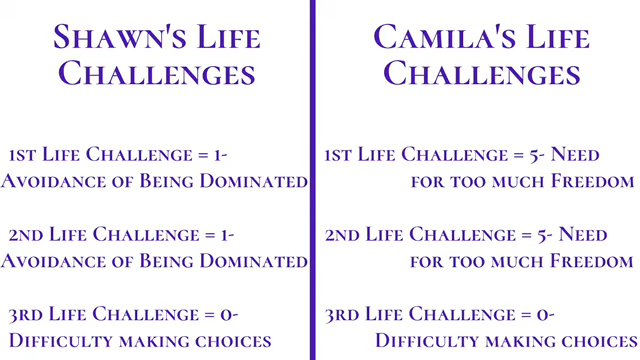 Shawn's Life
Challenges
1st Life Challenge = 1-
Avoidance of Being Dominated
2nd Life Challenge = 1-
Avoidance of Being Dominated
3rd Life Challenge = 0-
Difficulty making choices
Camila's Life
Challenges
1st Life Challenge = 5- Need
for too much Freedom
2nd Life Challenge = 5- Need
for too much Freedom
3rd Life Challenge = 0-
Difficulty making choices